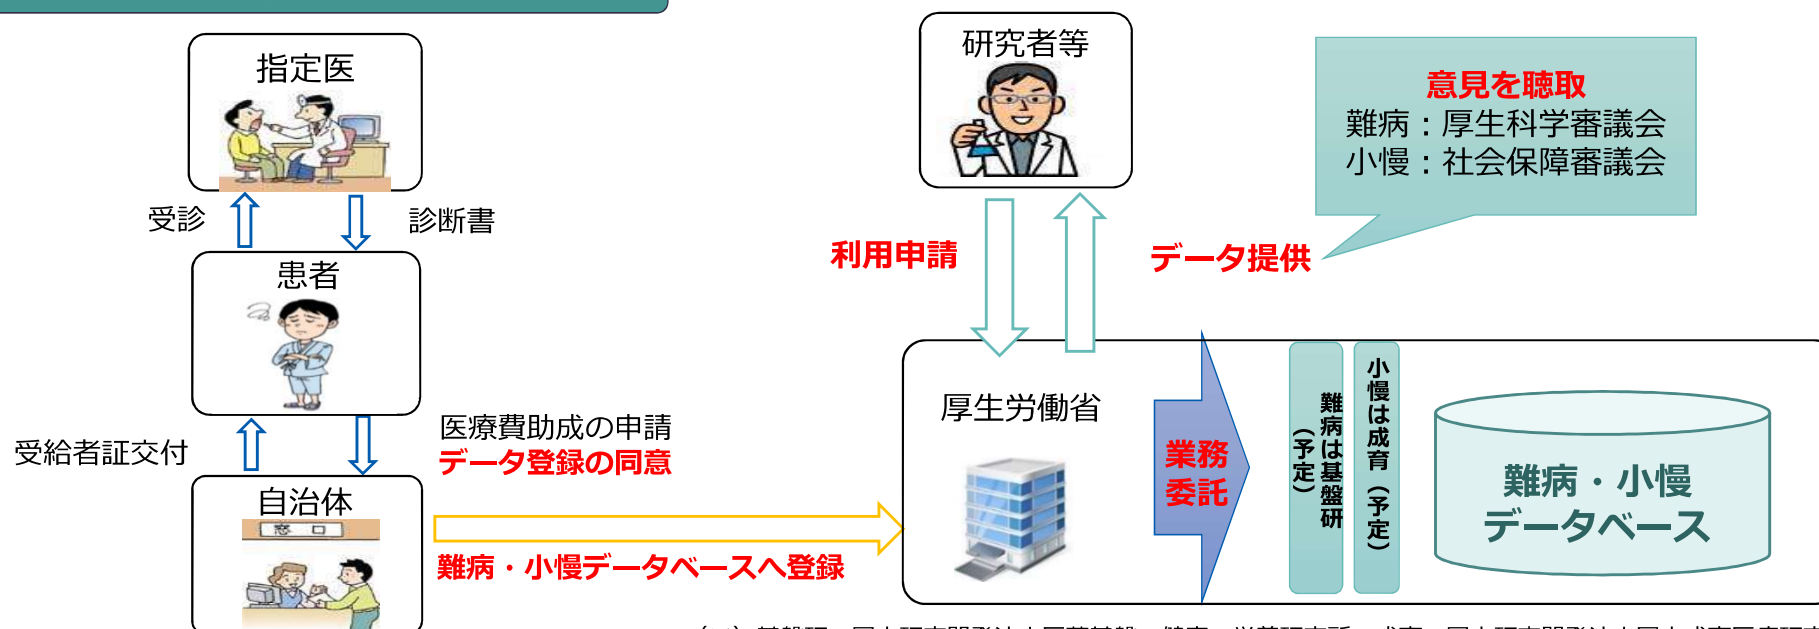 指定医
受診
診断書
患者
受給者証交付
医療費助成の申請
データ登録の同意
自治体
窓 口
難病・小慢データベースへ登録
研究者等
利用申請
データ提供
意見を聴取
難病：厚生科学審議会
小慢：社会保障審議会
厚生労働省
業務
委託
難病は基盤研
（予定）
小慢は成育（予定）
難病・小慢
データベース